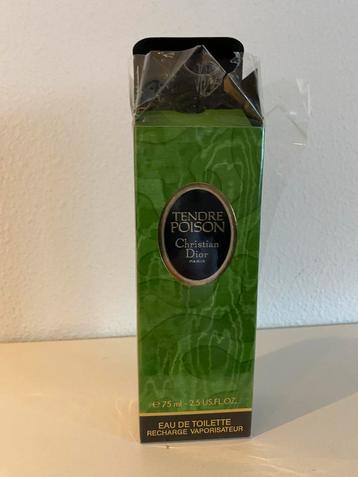 TENDRE
POISON
Christian
Dior
PARIS
℮ 75 ml - 2.5 US.FL.OZ.
EAU DE TOILETTE
RECHARGE VAPORISATEUR